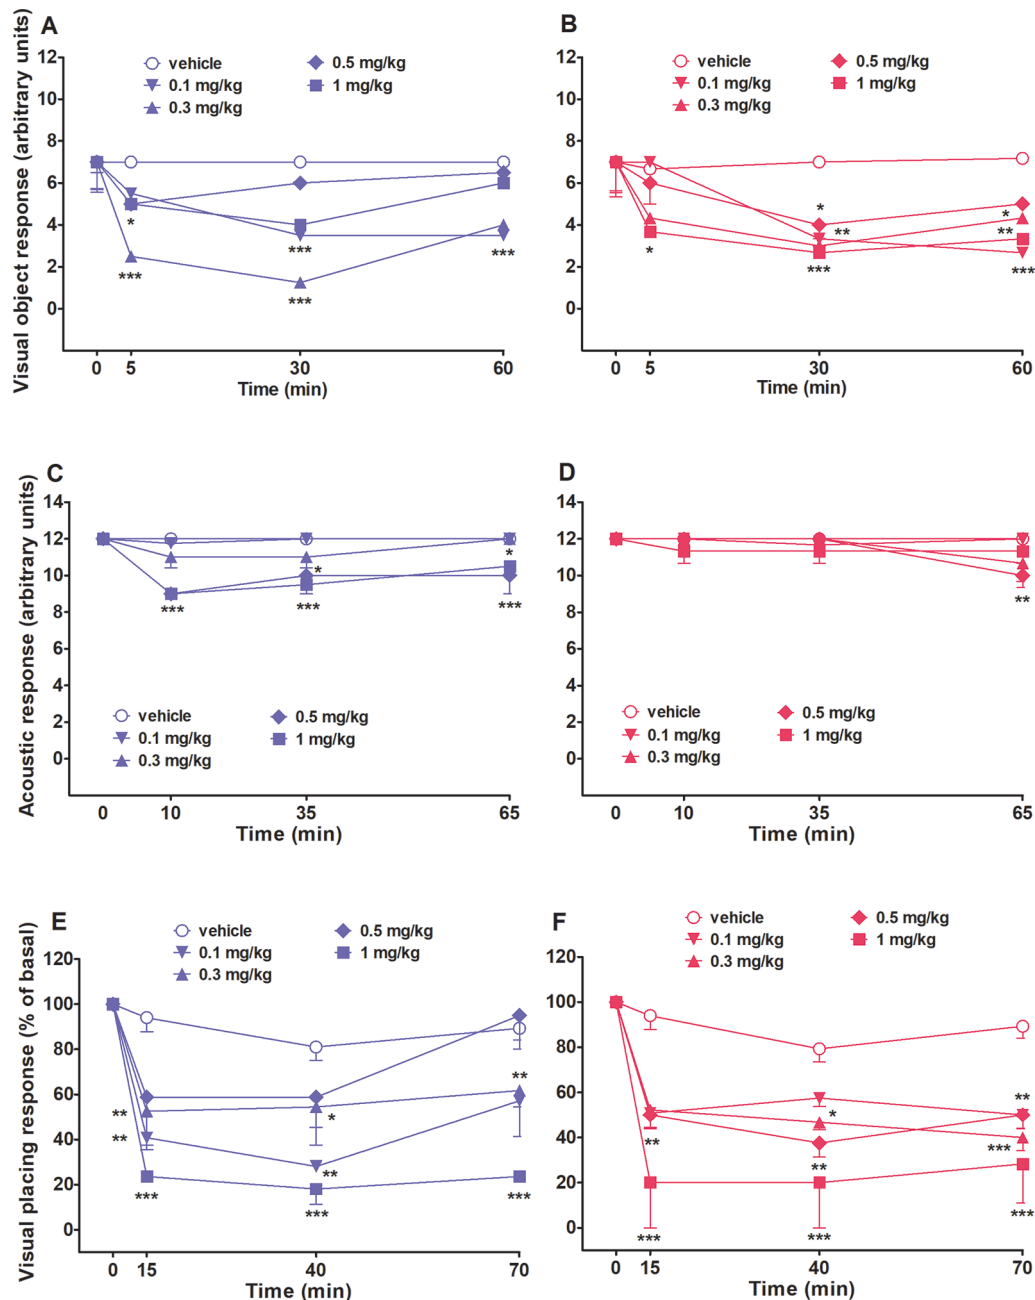 A
Visual object response (arbitrary units)
vehicle
0.1 mg/kg
0.3 mg/kg
0.5 mg/kg
1 mg/kg
12
10
8
6
4
2
0
*
***
***
***
***
0 5 30 60
Time (min)
B
vehicle
0.1 mg/kg
0.3 mg/kg
0.5 mg/kg
1 mg/kg
12
10
8
6
4
2
0
*
*
**
***
*
**
***
0 5 30 60
Time (min)
C
Acoustic response (arbitrary units)
14
12
10
8
6
4
2
0
***
*
***
*
***
vehicle
0.1 mg/kg
0.3 mg/kg
0.5 mg/kg
1 mg/kg
0 10 35 65
Time (min)
D
14
12
10
8
6
4
2
0
**
vehicle
0.1 mg/kg
0.3 mg/kg
0.5 mg/kg
1 mg/kg
0 10 35 65
Time (min)
E
Visual placing response (% of basal)
vehicle
0.1 mg/kg
0.3 mg/kg
0.5 mg/kg
1 mg/kg
120
100
80
60
40
20
0
**
**
***
*
**
***
**
***
0 15 40 70
Time (min)
F
vehicle
0.1 mg/kg
0.3 mg/kg
0.5 mg/kg
1 mg/kg
120
100
80
60
40
20
0
**
***
*
**
***
**
***
***
0 15 40 70
Time (min)